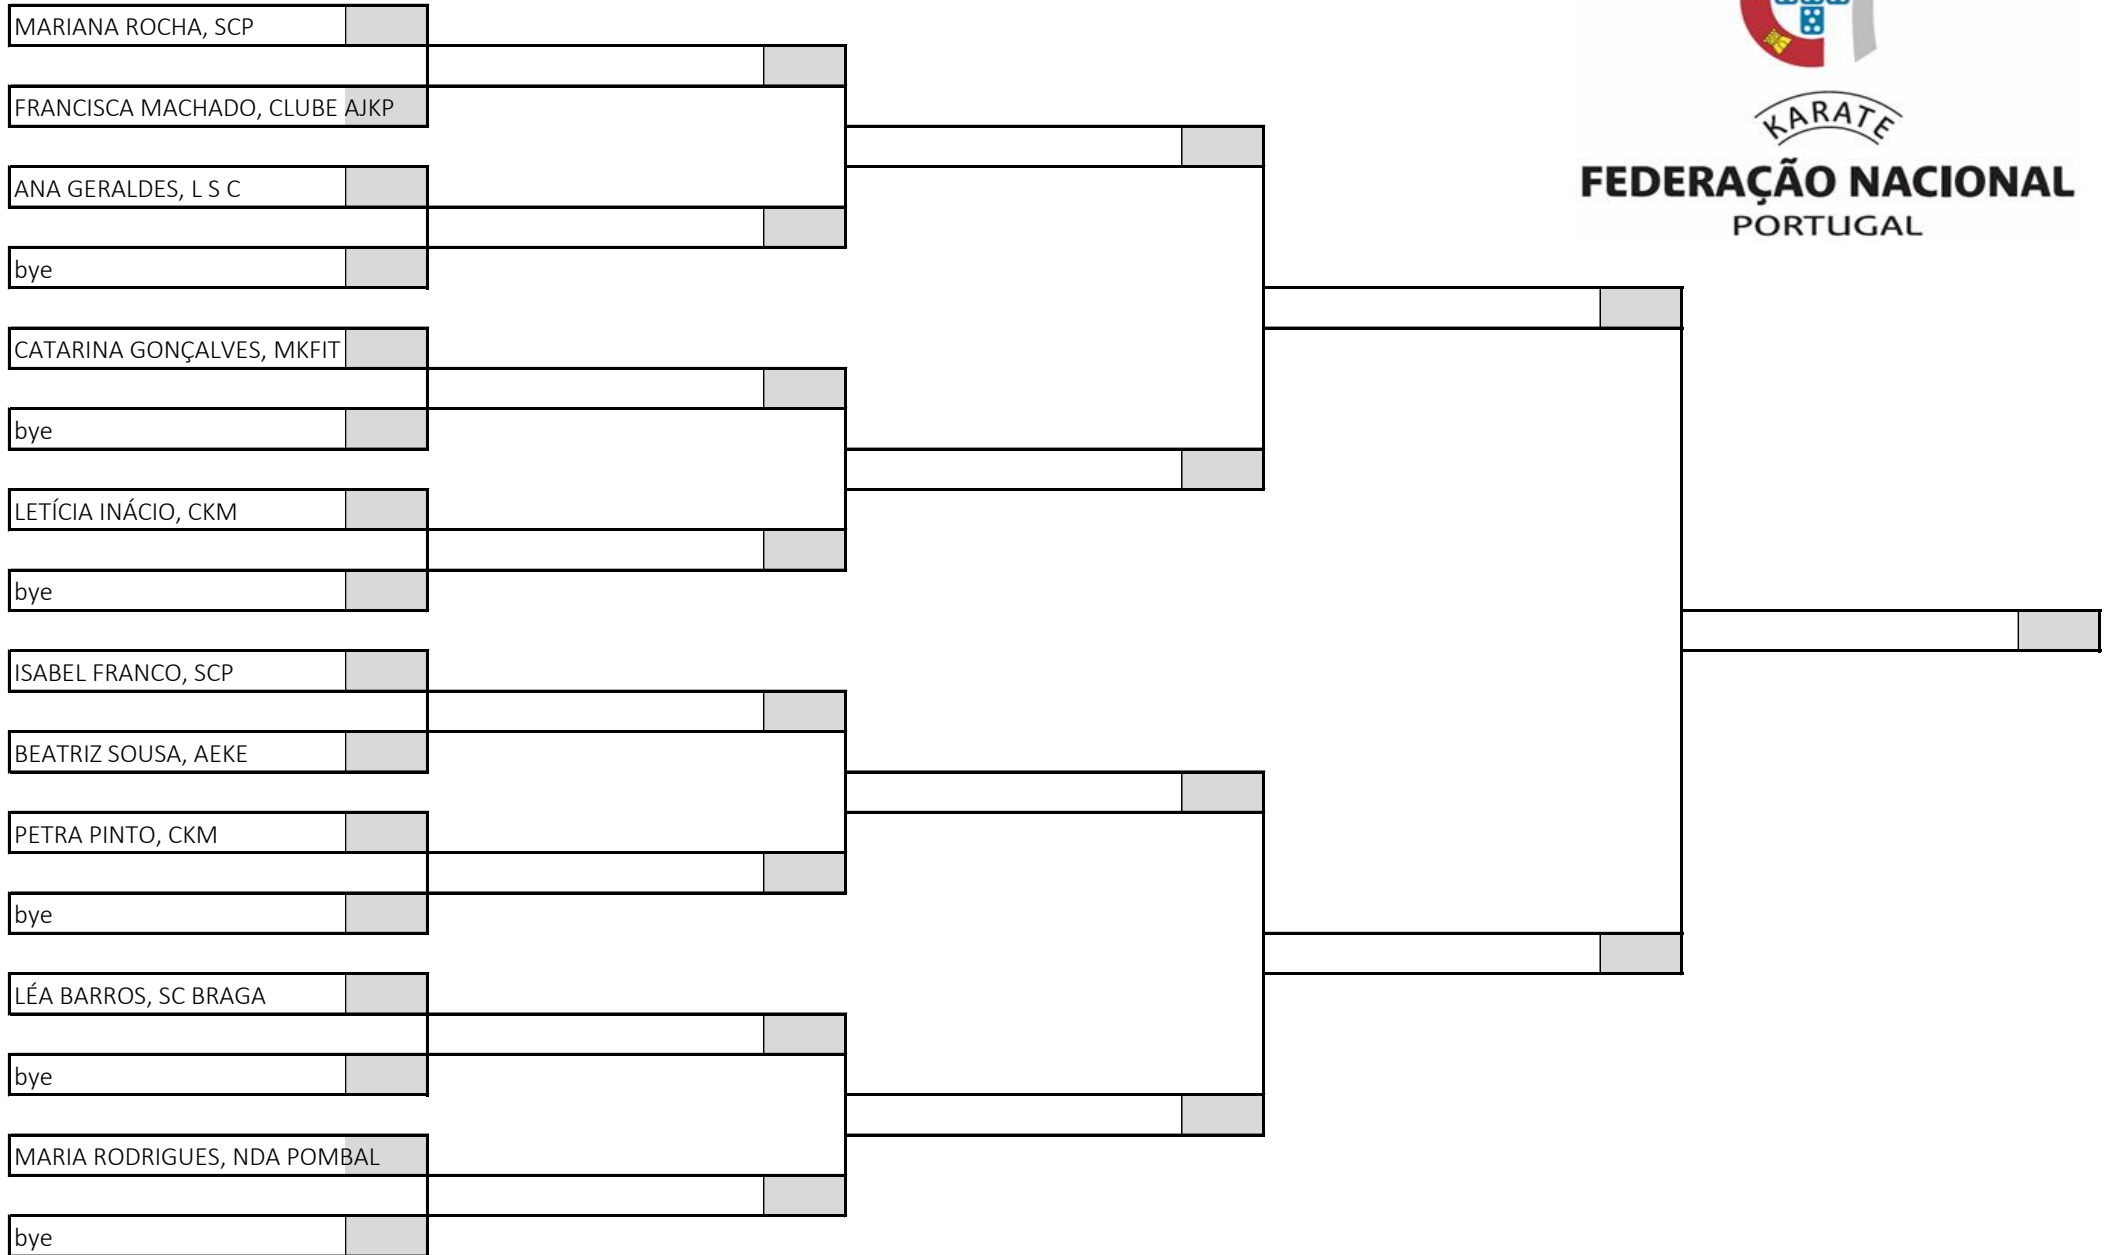 MARIANA ROCHA, SCP
FRANCISCA MACHADO, CLUBE AJKP
ANA GERALDES, L S C
bye
CATARINA GONÇALVES, MKFIT
bye
LETÍCIA INÁCIO, CKM
bye
ISABEL FRANCO, SCP
BEATRIZ SOUSA, AEKE
PETRA PINTO, CKM
bye
LÉA BARROS, SC BRAGA
bye
MARIA RODRIGUES, NDA POMBAL
bye
KARATE
FEDERAÇÃO NACIONAL
PORTUGAL